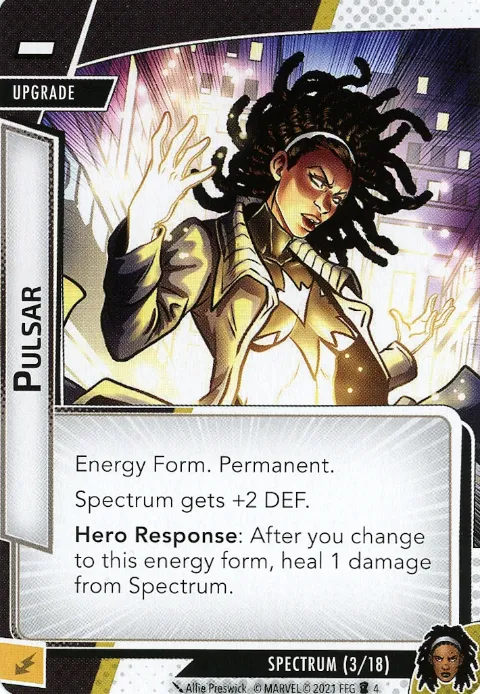 –
UPGRADE
PULSAR
Energy Form. Permanent.
Spectrum gets +2 DEF.
Hero Response: After you change
to this energy form, heal 1 damage
from Spectrum.
SPECTRUM (3/18)
Allie Preswick © MARVEL © 2021 FFG 4